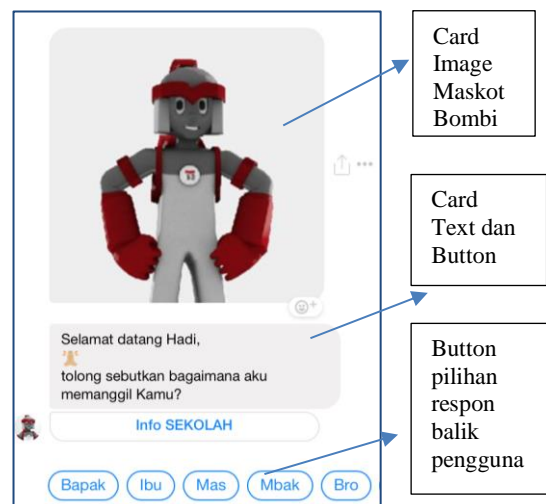 Card
Image
Maskot
Bombi
Card
Text dan
Button
Selamat datang Hadi,
tolong sebutkan bagaimana aku
memanggil Kamu?
Info SEKOLAH
Button
pilihan
respon
balik
pengguna
Bapak Ibu Mas Mbak Bro